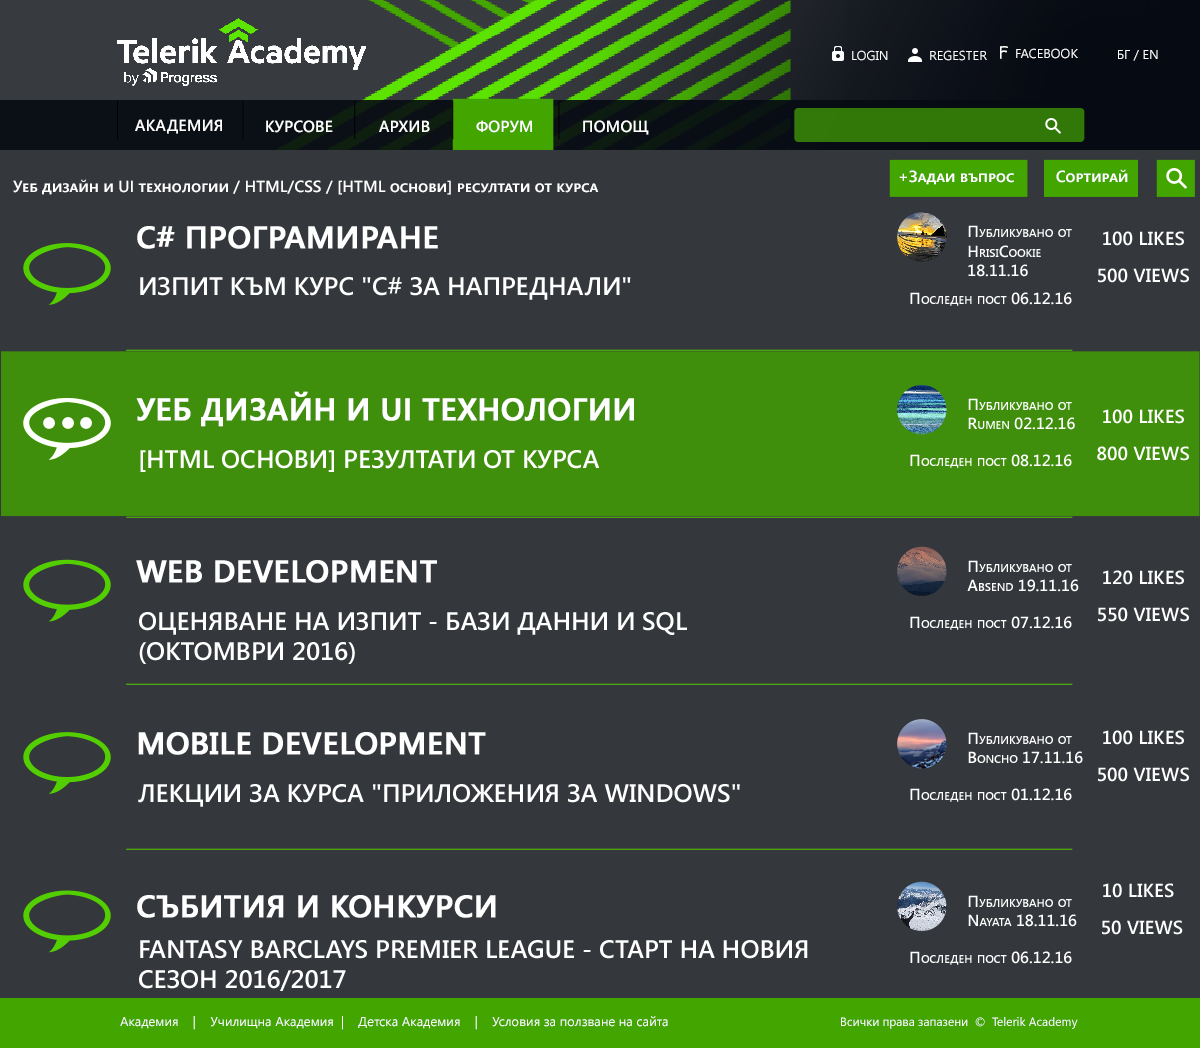 Telerik Academy
by Progress
LOGIN REGESTER F FACEBOOK БГ / EN
АКАДЕМИЯ КУРСОВЕ АРХИВ ФОРУМ ПОМОЩ
Уеб дизайн и UI технологии / HTML/CSS / [HTML основи] ресултати от курса
+Задаи въпрос Сортирай
C# ПРОГРАМИРАНЕ
ИЗПИТ КЪМ КУРС "C# ЗА НАПРЕДНАЛИ"
Публикувано от
HrisiCookie
18.11.16
Последен пост 06.12.16
100 LIKES
500 VIEWS
УЕБ ДИЗАЙН И UI ТЕХНОЛОГИИ
[HTML ОСНОВИ] РЕЗУЛТАТИ ОТ КУРСА
Публикувано от
Rumen 02.12.16
Последен пост 08.12.16
100 LIKES
800 VIEWS
WEB DEVELOPMENT
ОЦЕНЯВАНЕ НА ИЗПИТ - БАЗИ ДАННИ И SQL
(ОКТОМВРИ 2016)
Публикувано от
Absend 19.11.16
Последен пост 07.12.16
120 LIKES
550 VIEWS
MOBILE DEVELOPMENT
ЛЕКЦИИ ЗА КУРСА "ПРИЛОЖЕНИЯ ЗА WINDOWS"
Публикувано от
Boncho 17.11.16
Последен пост 01.12.16
100 LIKES
500 VIEWS
СЪБИТИЯ И КОНКУРСИ
FANTASY BARCLAYS PREMIER LEAGUE - СТАРТ НА НОВИЯ
СЕЗОН 2016/2017
Публикувано от
Nayata 18.11.16
Последен пост 06.12.16
10 LIKES
50 VIEWS
Академия | Училищна Академия | Детска Академия | Условия за ползване на сайта Всички права запазени © Telerik Academy